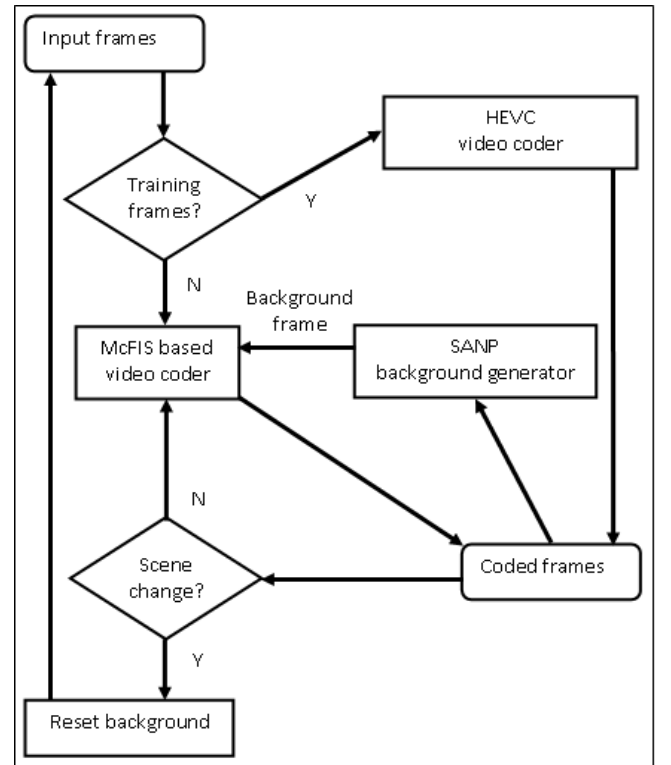 Input frames
HEVC
video coder
Training
frames?
Y
N
Background
frame
McFIS based
video coder
SANP
background generator
N
Scene
change?
Coded frames
Y
Reset background